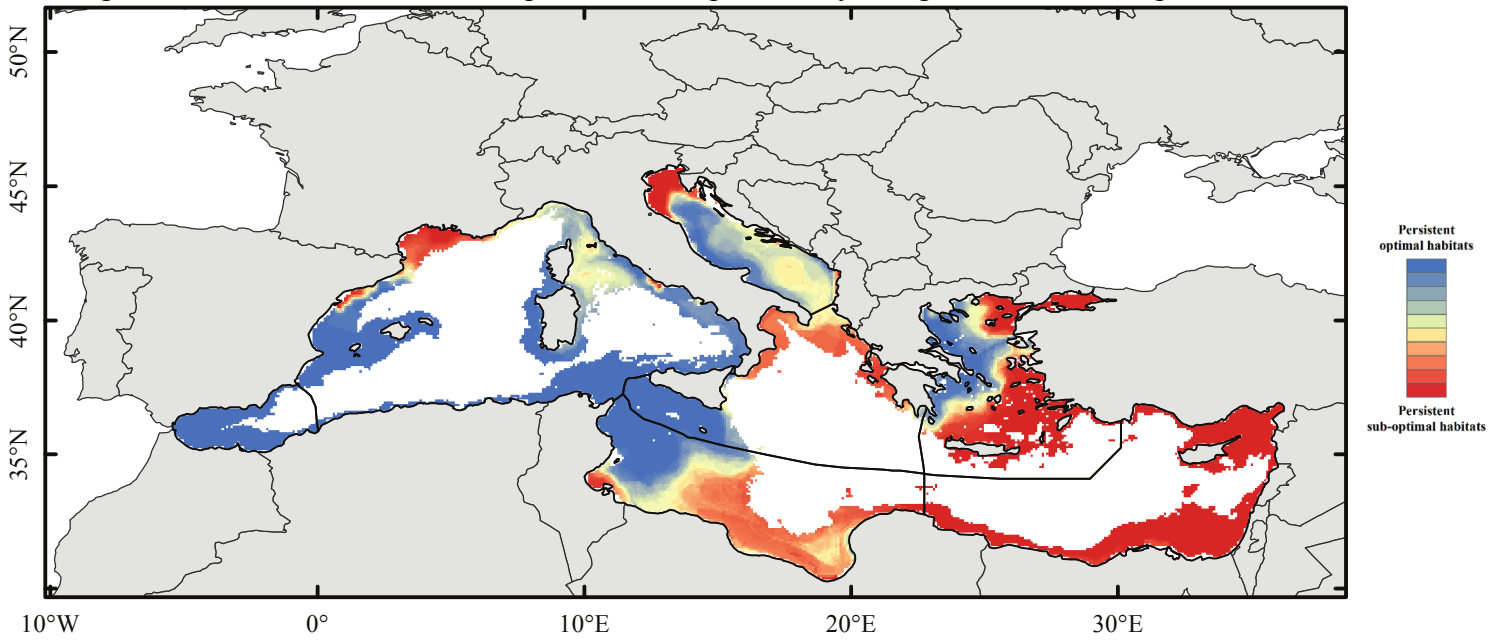 50°N
45°N
40°N
35°N
10°W
0°
10°E
20°E
30°E
Persistent
optimal habitats
Persistent
sub-optimal habitats